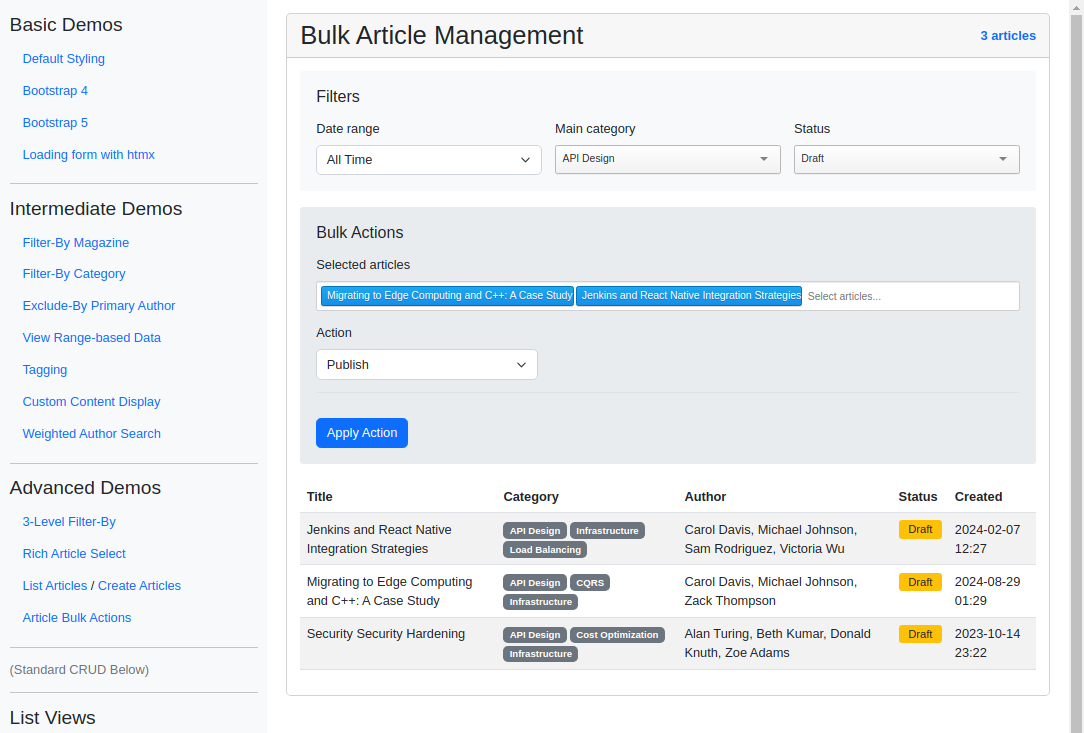 Basic Demos
Default Styling
Bootstrap 4
Bootstrap 5
Loading form with htmx
Intermediate Demos
Filter-By Magazine
Filter-By Category
Exclude-By Primary Author
View Range-based Data
Tagging
Custom Content Display
Weighted Author Search
Advanced Demos
3-Level Filter-By
Rich Article Select
List Articles / Create Articles
Article Bulk Actions
(Standard CRUD Below)
List Views
Bulk Article Management
3 articles
Filters
Date range
Main category
Status
All Time
API Design
Draft
Bulk Actions
Selected articles
Migrating to Edge Computing and C++: A Case Study
Jenkins and React Native Integration Strategies
Select articles...
Action
Publish
Apply Action
Title Category Author Status Created
Jenkins and React Native
Integration Strategies
API Design Infrastructure
Load Balancing
Carol Davis, Michael Johnson,
Sam Rodriguez, Victoria Wu
Draft
2024-02-07
12:27
Migrating to Edge Computing
and C++: A Case Study
API Design CQRS
Infrastructure
Carol Davis, Michael Johnson,
Zack Thompson
Draft
2024-08-29
01:29
Security Security Hardening
API Design Cost Optimization
Infrastructure
Alan Turing, Beth Kumar, Donald
Knuth, Zoe Adams
Draft
2023-10-14
23:22